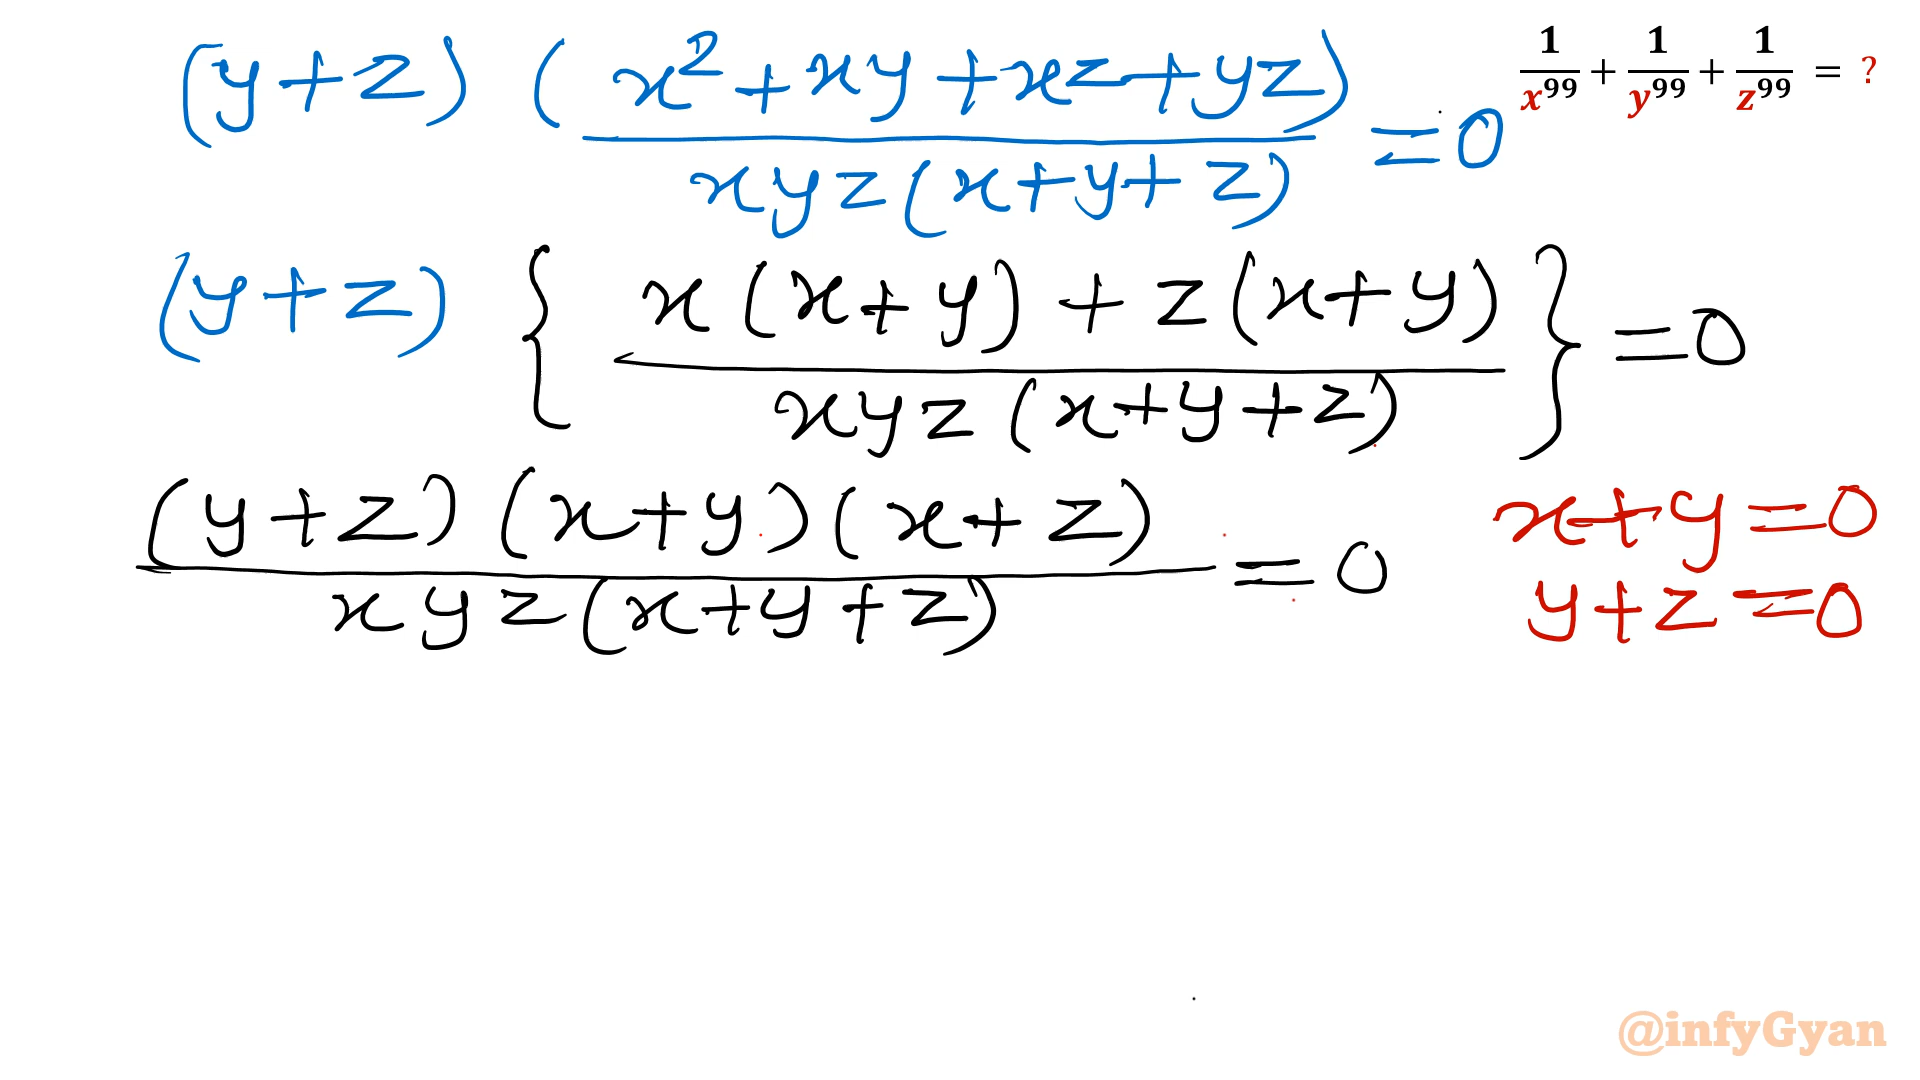 (y+z) (x²+xy+xz+yz) / xyz(x+y+z) = 0
1/x⁹⁹ + 1/y⁹⁹ + 1/z⁹⁹ = ?
(y+z) { x(x+y)+z(x+y) / xyz(x+y+z) } = 0
(y+z)(x+y)(x+z) / xyz(x+y+z) = 0
x+y=0
y+z=0
@infyGyan